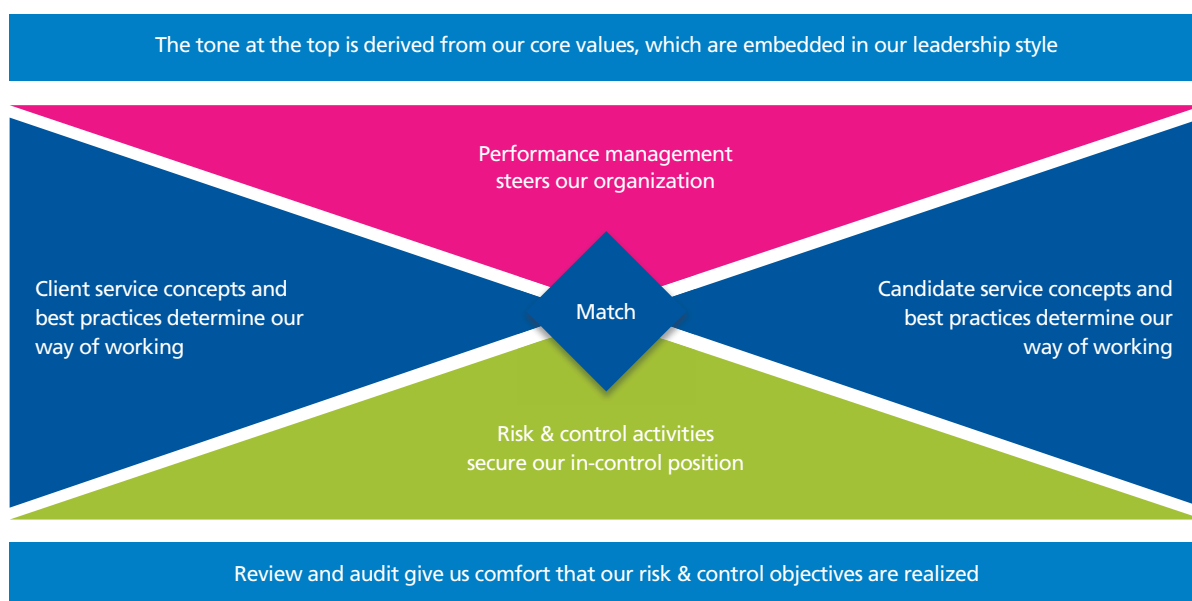 The tone at the top is derived from our core values, which are embedded in our leadership style
Performance management
steers our organization
Client service concepts and
best practices determine our
way of working
Match
Candidate service concepts and
best practices determine our
way of working
Risk & control activities
secure our in-control position
Review and audit give us comfort that our risk & control objectives are realized